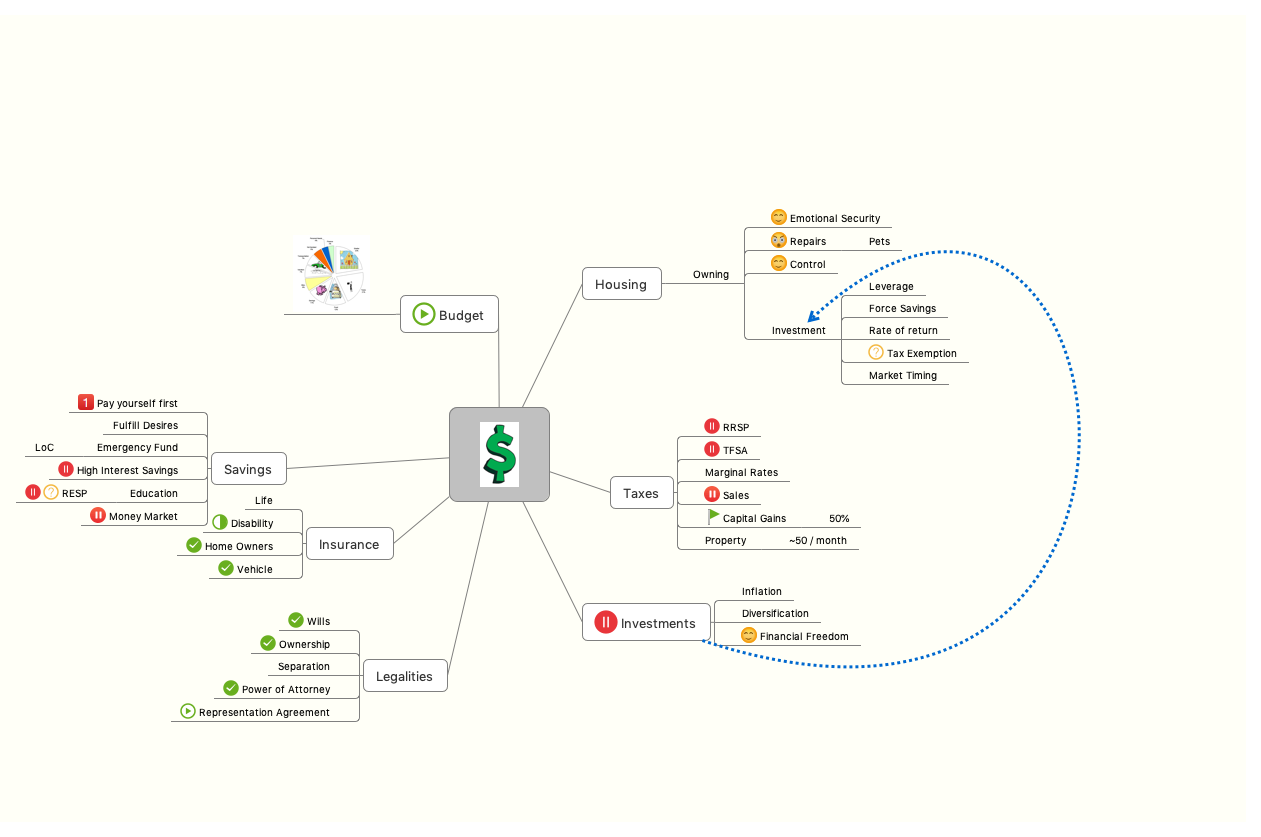 Emotional Security
Repairs
Pets
Control
Housing
Owning
Leverage
Force Savings
Investment
Rate of return
? Tax Exemption
Market Timing
Budget
1 Pay yourself first
Fulfill Desires
LoC
Emergency Fund
High Interest Savings
Savings
? RESP
Education
Money Market
Life
Disability
Insurance
Home Owners
Vehicle
Wills
Ownership
Separation
Legalities
Power of Attorney
Representation Agreement
$
RRSP
TFSA
Marginal Rates
Taxes
Sales
Capital Gains
50%
Property
~50 / month
Inflation
Diversification
Investments
Financial Freedom